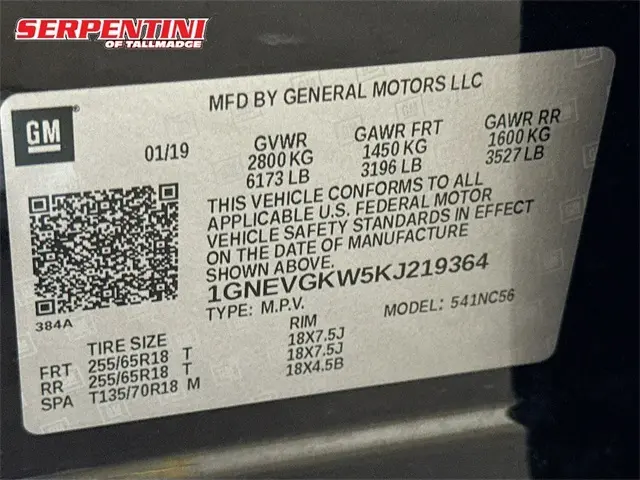 SERPENTINI
OF TALLMADGE
GM
MFD BY GENERAL MOTORS LLC
01/19
GVWR
2800 KG
6173 LB
GAWR FRT
1450 KG
3196 LB
GAWR RR
1600 KG
3527 LB
THIS VEHICLE CONFORMS TO ALL
APPLICABLE U.S. FEDERAL MOTOR
VEHICLE SAFETY STANDARDS IN EFFECT
ON THE DATE OF MANUFACTURE
SHOWN ABOVE.
1GNEVGKW5KJ219364
TYPE: M.P.V. MODEL: 541NC56
384A
TIRE SIZE RIM
FRT 255/65R18 T 18X7.5J
RR 255/65R18 T 18X7.5J
SPA T135/70R18 M 18X4.5B